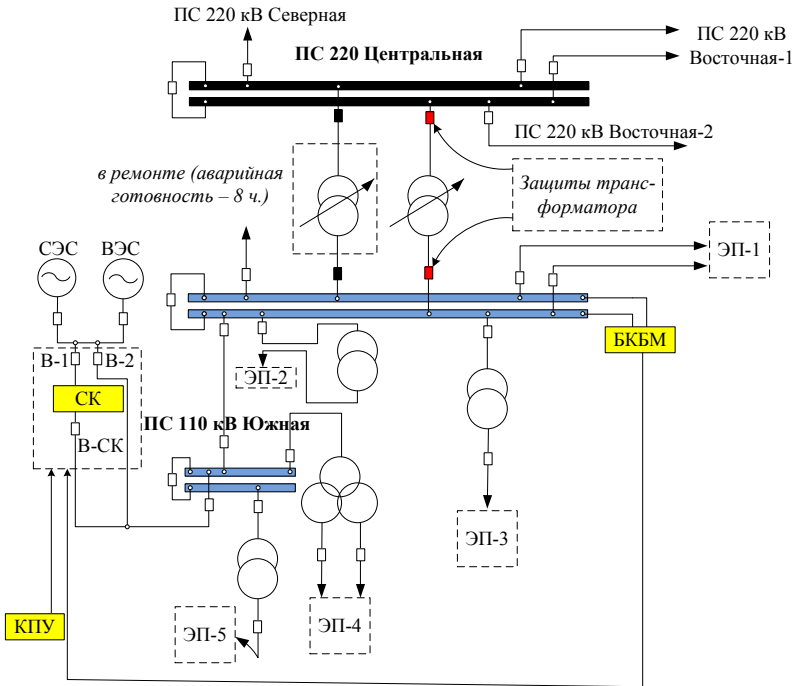 ПС 220 кВ Северная
ПС 220 кВ
Восточная-1
ПС 220 Центральная
ПС 220 кВ Восточная-2
в ремонте (аварийная
готовность – 8 ч.)
Защиты транс-
форматора
СЭС
ВЭС
ЭП-1
БКБМ
В-1
В-2
ЭП-2
СК
ПС 110 кВ Южная
В-СК
ЭП-3
КПУ
ЭП-5
ЭП-4